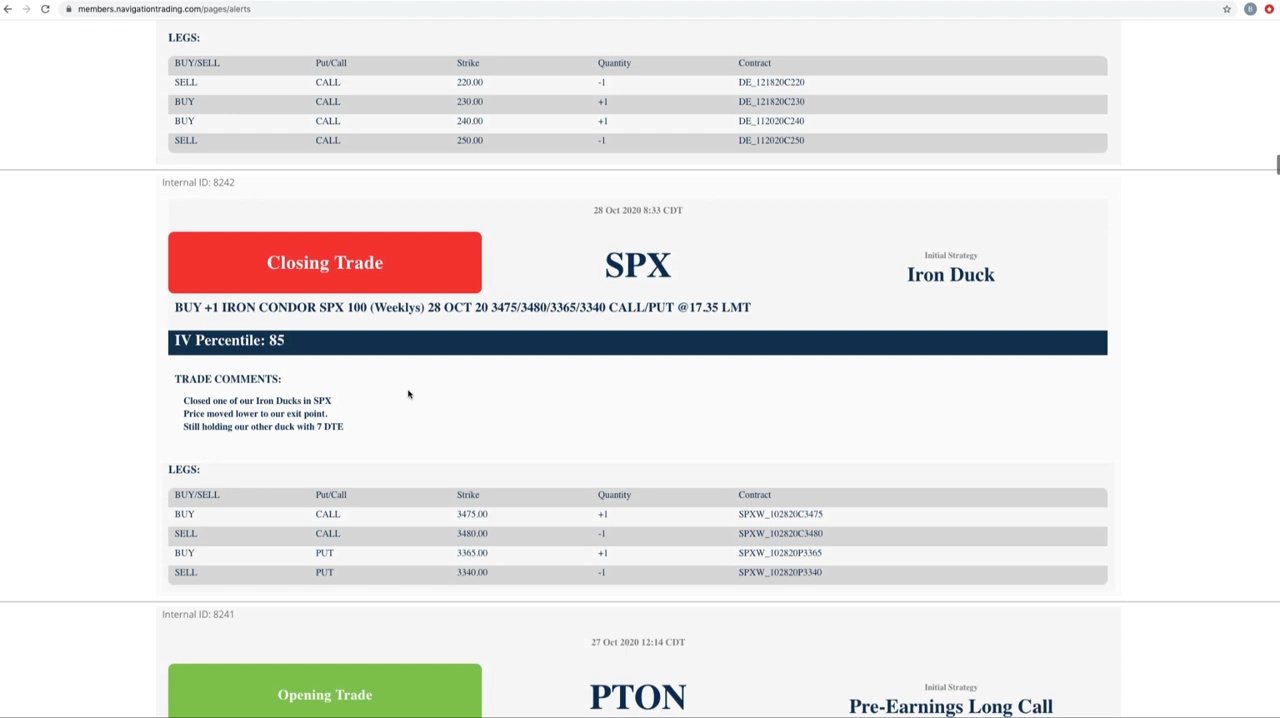 members.navigationtrading.com/pages/alerts
B
LEGS:
BUY/SELL Put/Call Strike Quantity Contract
SELL CALL 220.00 -1 DE_121820C220
BUY CALL 230.00 +1 DE_121820C230
BUY CALL 240.00 +1 DE_112020C240
SELL CALL 250.00 -1 DE_112020C250
Internal ID: 8242
28 Oct 2020 8:33 CDT
Closing Trade SPX Initial Strategy
Iron Duck
BUY +1 IRON CONDOR SPX 100 (Weeklys) 28 OCT 20 3475/3480/3365/3340 CALL/PUT @17.35 LMT
IV Percentile: 85
TRADE COMMENTS:
Closed one of our Iron Ducks in SPX
Price moved lower to our exit point.
Still holding our other duck with 7 DTE
LEGS:
BUY/SELL Put/Call Strike Quantity Contract
BUY CALL 3475.00 +1 SPXW_102820C3475
SELL CALL 3480.00 -1 SPXW_102820C3480
BUY PUT 3365.00 +1 SPXW_102820P3365
SELL PUT 3340.00 -1 SPXW_102820P3340
Internal ID: 8241
27 Oct 2020 12:14 CDT
Opening Trade PTON Initial Strategy
Pre-Earnings Long Call